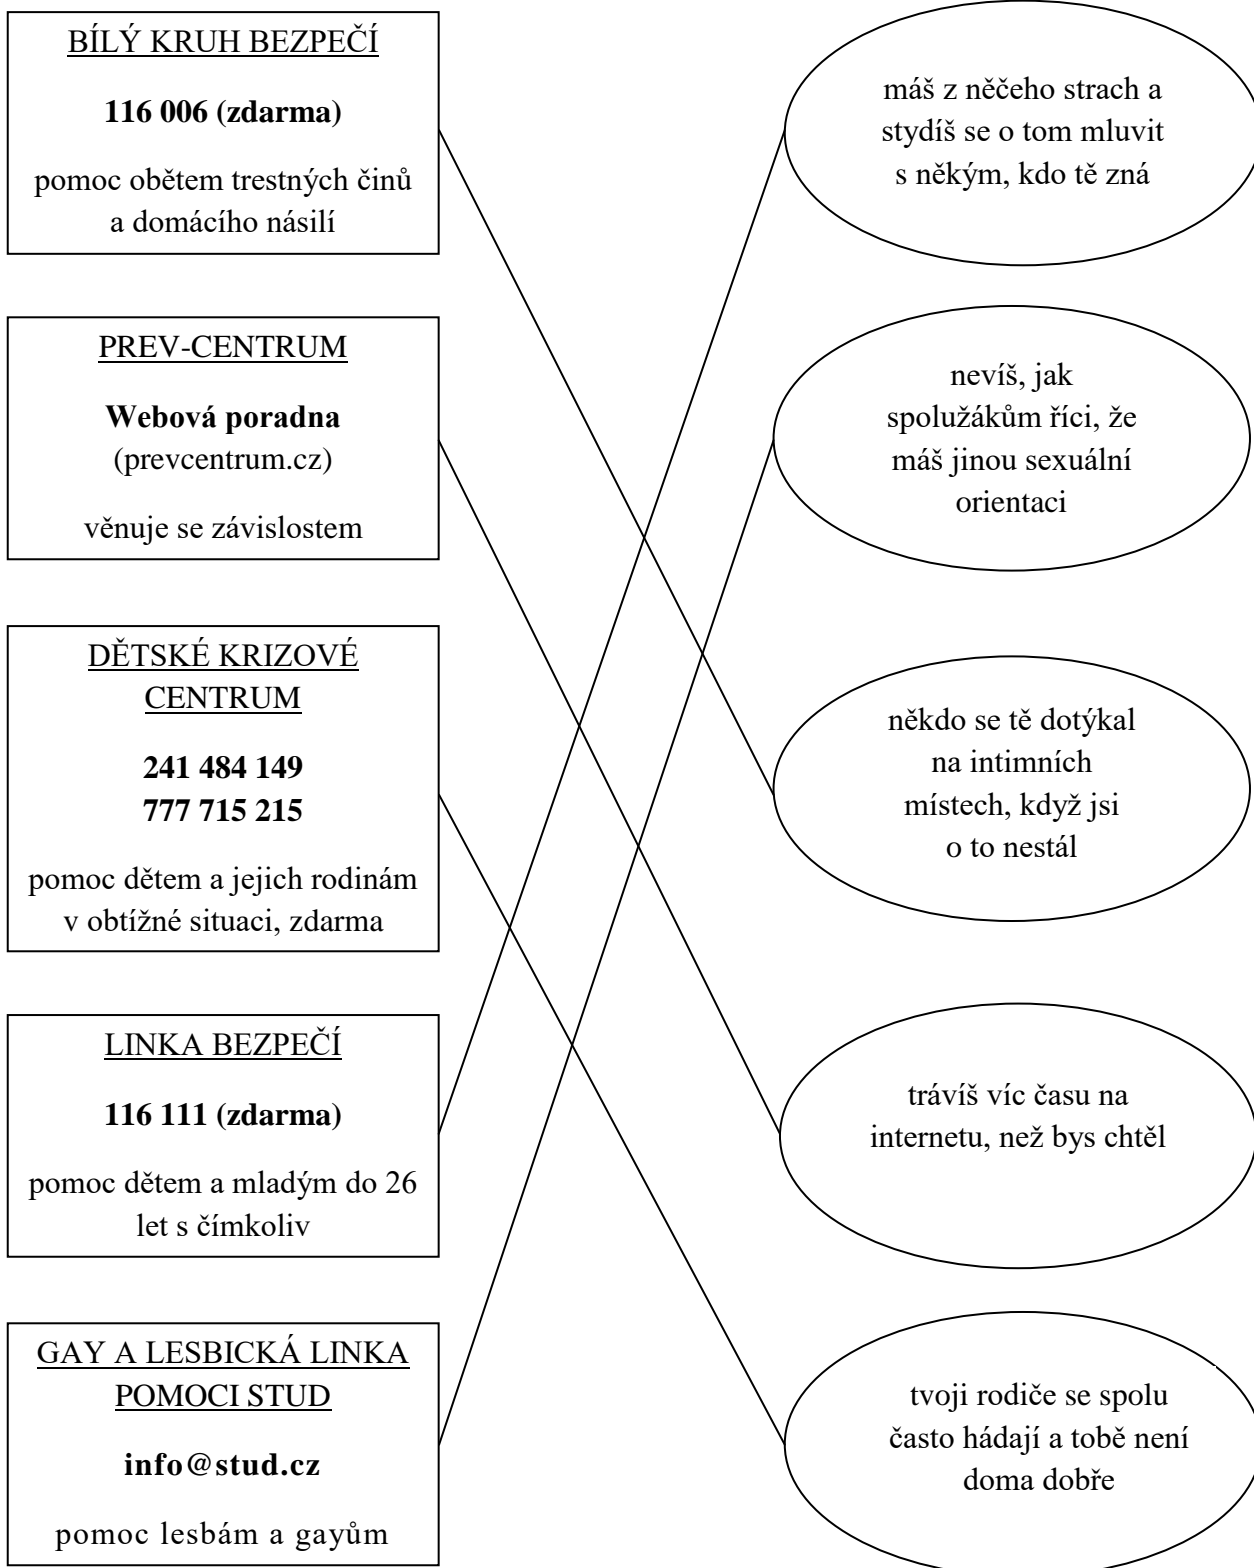 BÍLÝ KRUH BEZPEČÍ
116 006 (zdarma)
pomoc obětem trestných činů
a domácího násilí
PREV-CENTRUM
Webová poradna
(prevcentrum.cz)
věnuje se závislostem
DĚTSKÉ KRIZOVÉ
CENTRUM
241 484 149
777 715 215
pomoc dětem a jejich rodinám
v obtížné situaci, zdarma
LINKA BEZPEČÍ
116 111 (zdarma)
pomoc dětem a mladým do 26
let s čímkoliv
GAY A LESBICKÁ LINKA
POMOCI STUD
info@stud.cz
pomoc lesbám a gayům
máš z něčeho strach a
stydíš se o tom mluvit
s někým, kdo tě zná
nevíš, jak
spolužákům říci, že
máš jinou sexuální
orientaci
někdo se tě dotýkal
na intimních
místech, když jsi
o to nestál
trávíš víc času na
internetu, než bys chtěl
tvoji rodiče se spolu
často hádají a tobě není
doma dobře